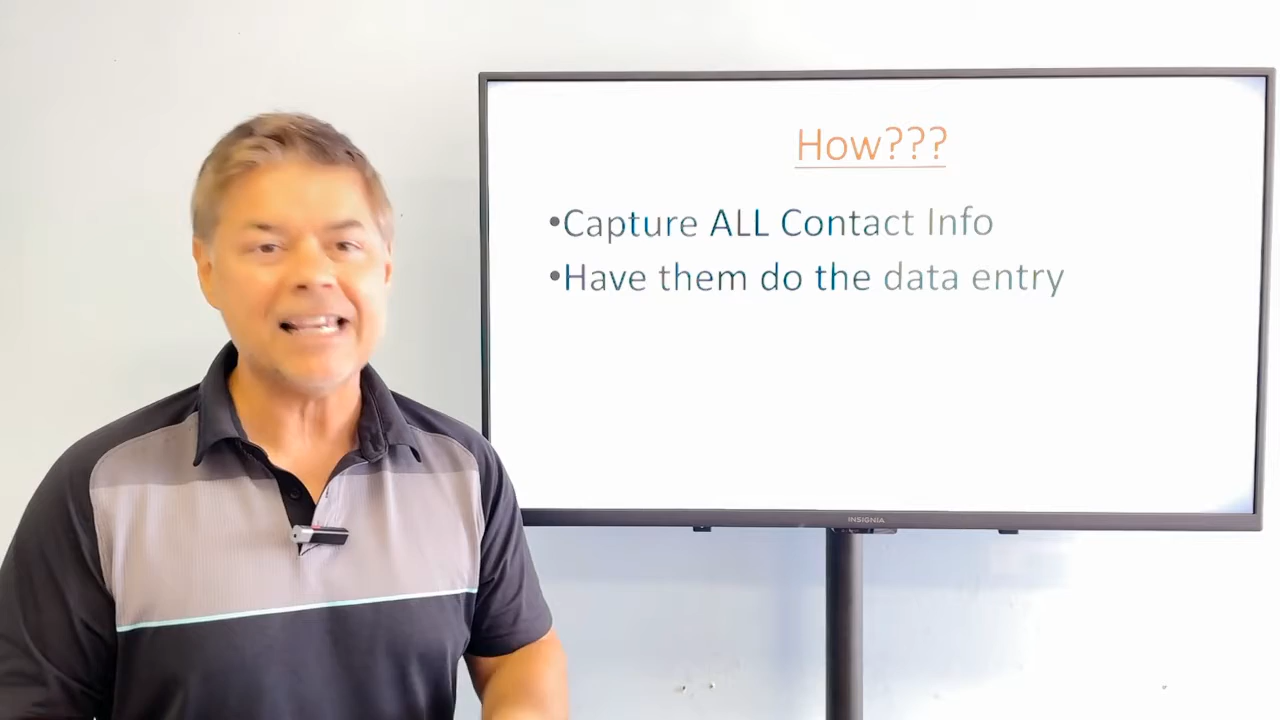 How???
•Capture ALL Contact Info
•Have them do the data entry
INSIGNIA